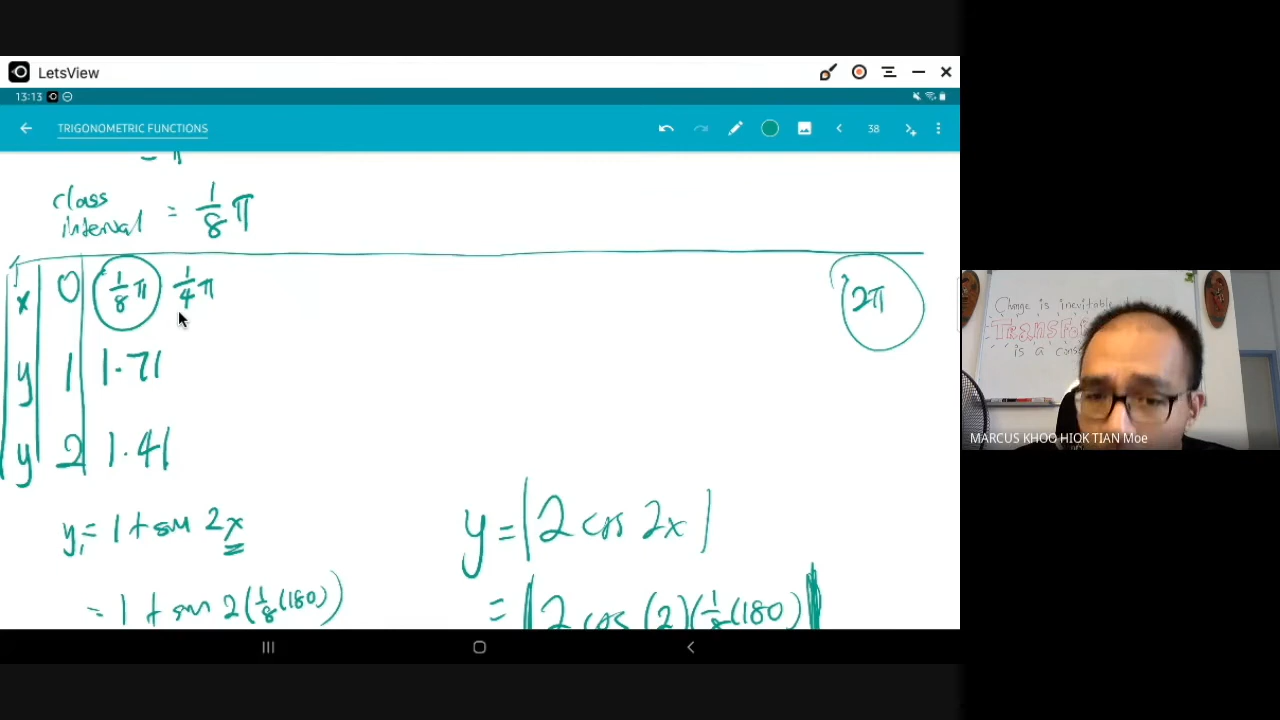 LetsView
13:13
TRIGONOMETRIC FUNCTIONS
38
= π
class interval = 1/8 π
x 0 1/8 π 1/4 π 2π
y 1 1.71
y 2 1.41
y₁ = 1 + sin 2x
= 1 + sin 2(1/8(180))
y = |2 cos 2x|
= |2 cos (2)(1/8(180)|
Change is inevitable
is a
MARCUS KHOO HIOK TIAN Moe